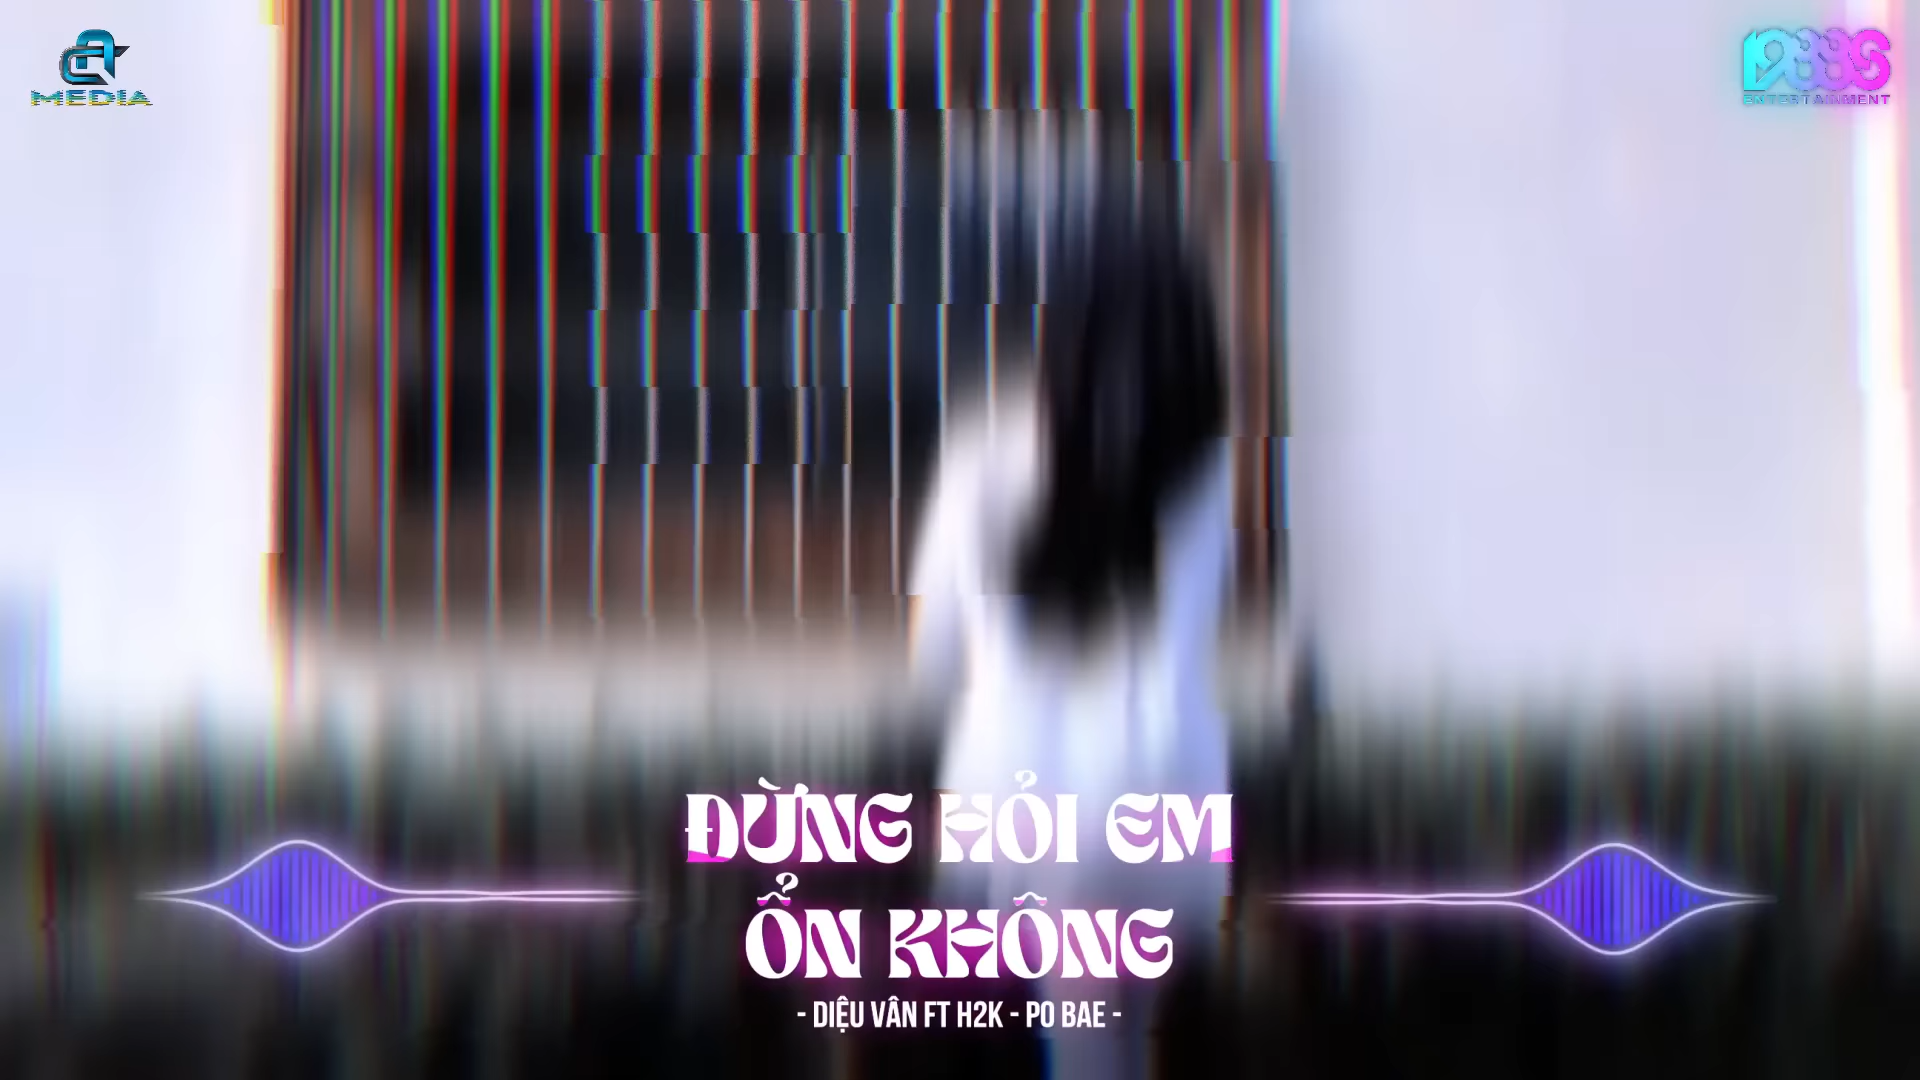 MEDIA
1988S
ENTERTAINMENT
ĐỪNG HỎI EM
ỔN KHÔNG
- DIỆU VÂN FT H2K - PO BAE -